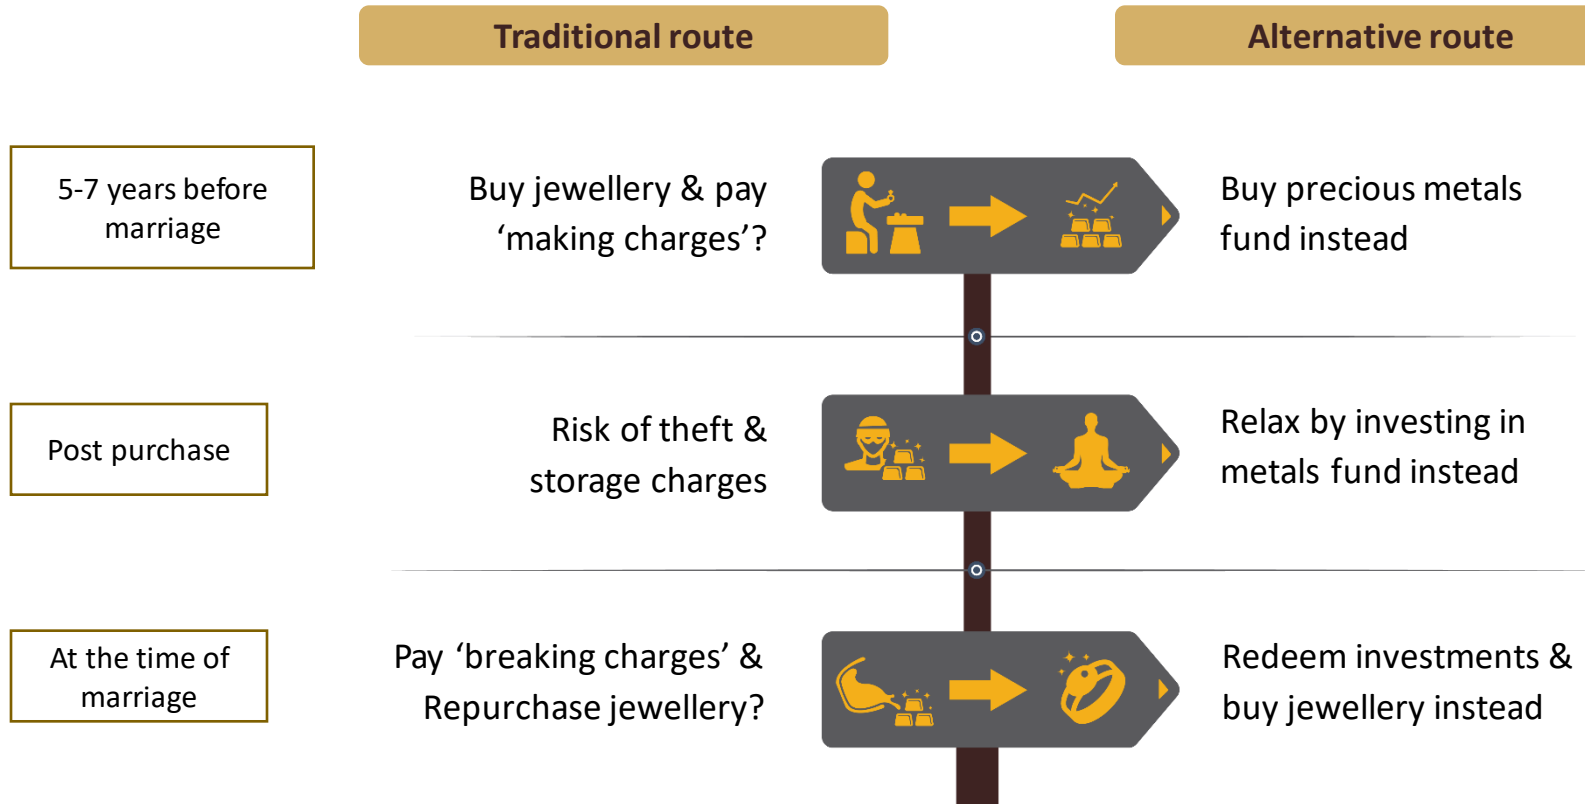 Traditional route
Alternative route
5-7 years before
marriage
Buy jewellery & pay
‘making charges’?
Buy precious metals
fund instead
Post purchase
Risk of theft &
storage charges
Relax by investing in
metals fund instead
At the time of
marriage
Pay ‘breaking charges’ &
Repurchase jewellery?
Redeem investments &
buy jewellery instead